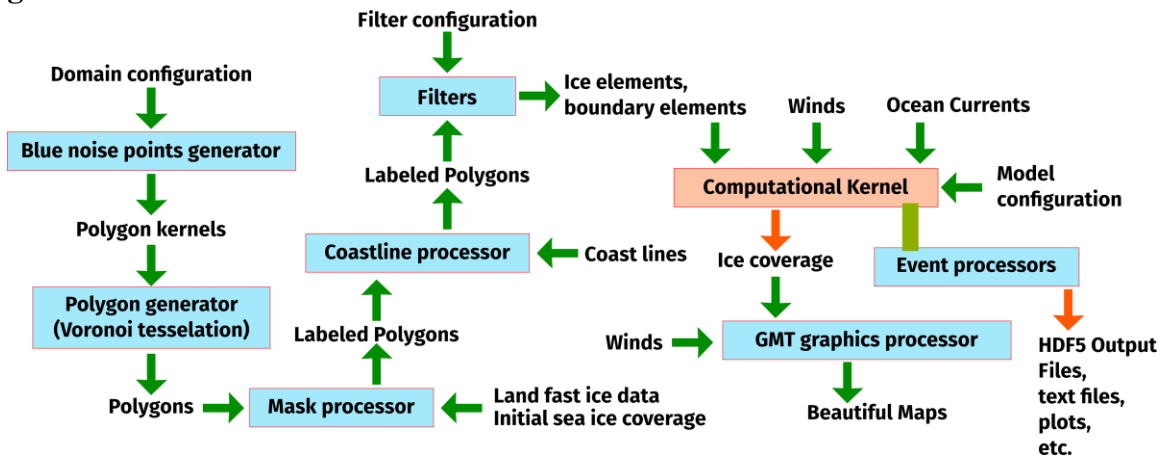 Filter configuration
Domain configuration
Filters
Ice elements,
boundary elements
Winds
Ocean Currents
Blue noise points generator
Labeled Polygons
Computational Kernel
Model
configuration
Polygon kernels
Coastline processor
Coast lines
Ice coverage
Event processors
Polygon generator
(Voronoi tesselation)
Labeled Polygons
Winds
GMT graphics processor
HDF5 Output
Files,
text files,
plots,
etc.
Polygons
Mask processor
Land fast ice data
Initial sea ice coverage
Beautiful Maps